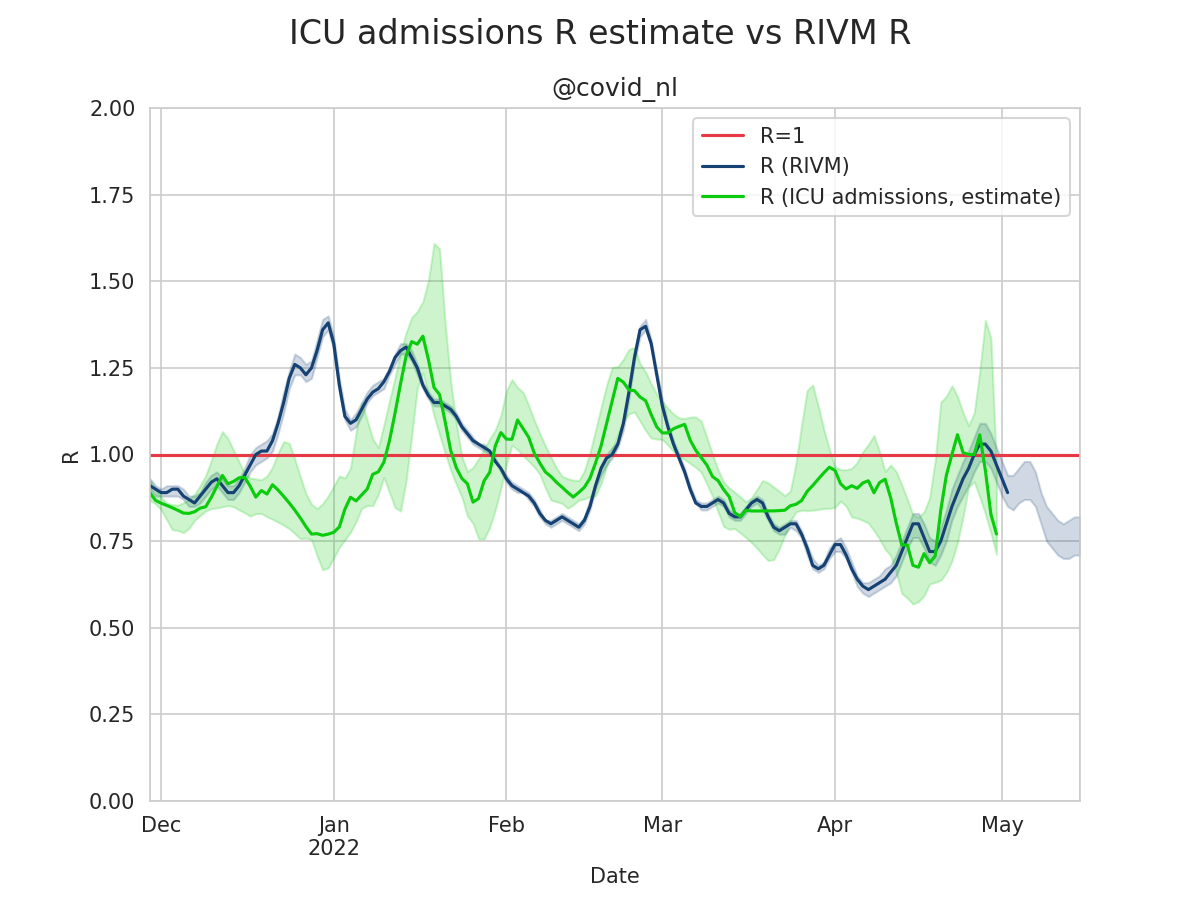 ICU admissions R estimate vs RIVM R
@covid_nl
R=1
R (RIVM)
R (ICU admissions, estimate)
2.00
1.75
1.50
1.25
1.00
0.75
0.50
0.25
0.00
R
Dec
Jan
2022
Feb
Mar
Apr
May
Date